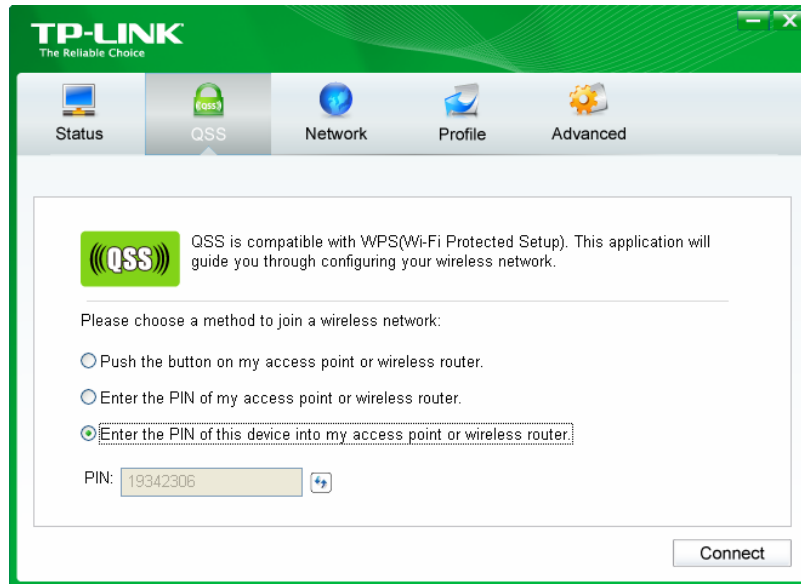 TP-LINK
The Reliable Choice
Status
QSS
Network
Profile
Advanced
(((QSS)))
QSS is compatible with WPS(Wi-Fi Protected Setup). This application will
guide you through configuring your wireless network.
Please choose a method to join a wireless network:
Push the button on my access point or wireless router.
Enter the PIN of my access point or wireless router.
Enter the PIN of this device into my access point or wireless router.
PIN: 19342306
Connect